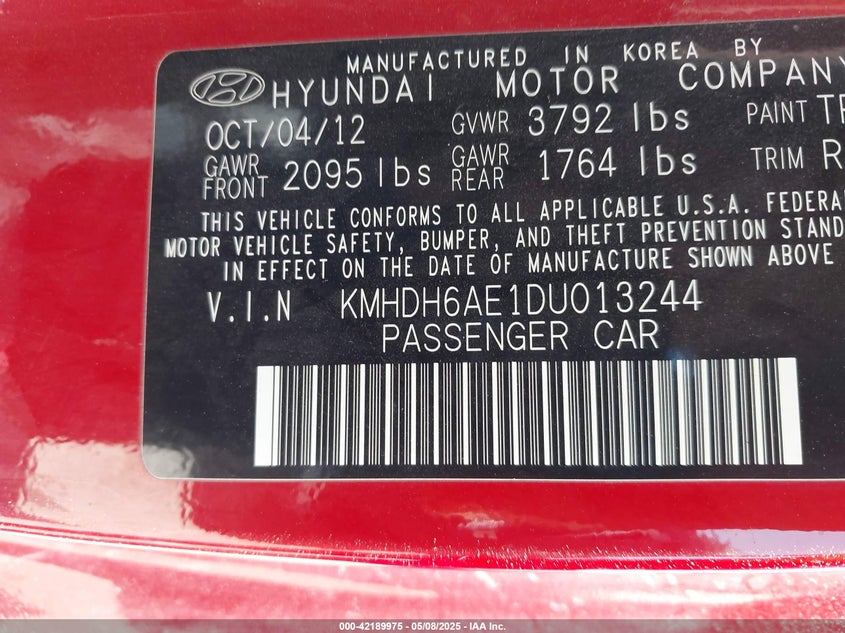 MANUFACTURED IN KOREA BY
HYUNDAI MOTOR COMPANY
OCT/04/12 GVWR 3792 lbs PAINT
GAWR FRONT 2095 lbs GAWR REAR 1764 lbs TRIM
THIS VEHICLE CONFORMS TO ALL APPLICABLE U.S.A. FEDERAL
MOTOR VEHICLE SAFETY, BUMPER, AND THEFT PREVENTION STAND
IN EFFECT ON THE DATE OF MANUFACTURE SHOWN ABOVE
V.I.N KMHDH6AE1DU013244
PASSENGER CAR
000-42189975 - 05/08/2025 - IAA Inc.